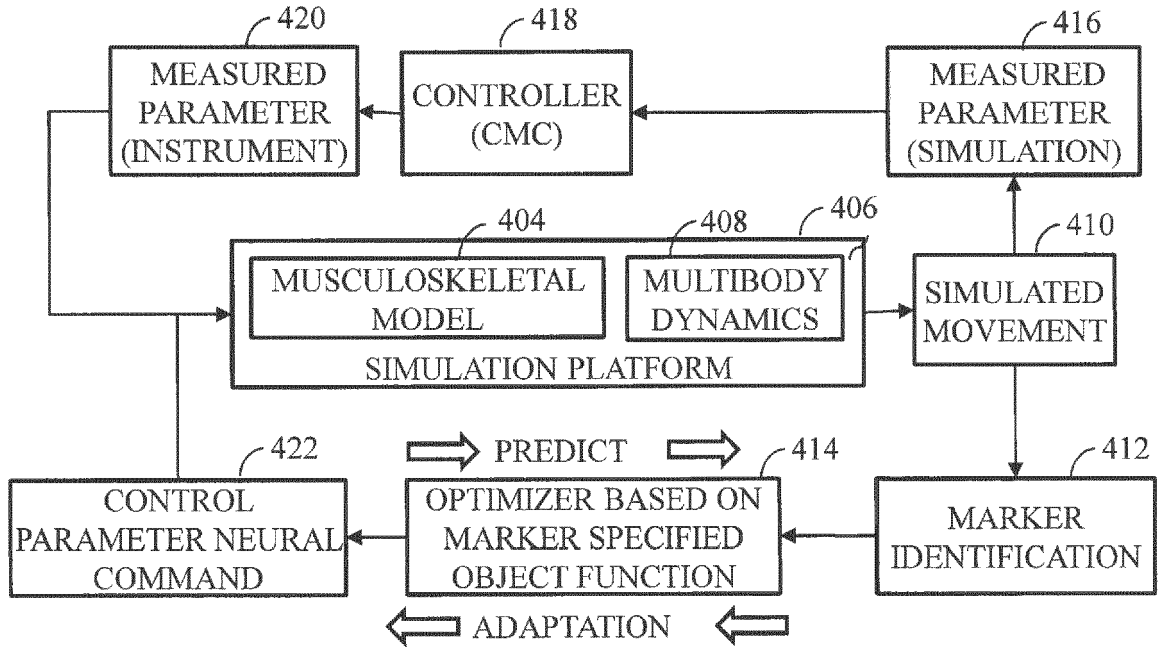 420
418
416
MEASURED
PARAMETER
(INSTRUMENT)
CONTROLLER
(CMC)
MEASURED
PARAMETER
(SIMULATION)
404
408
406
410
MUSCULOSKELETAL
MODEL
MULTIBODY
DYNAMICS
SIMULATION PLATFORM
SIMULATED
MOVEMENT
422
PREDICT
414
412
CONTROL
PARAMETER NEURAL
COMMAND
OPTIMIZER BASED ON
MARKER SPECIFIED
OBJECT FUNCTION
MARKER
IDENTIFICATION
ADAPTATION